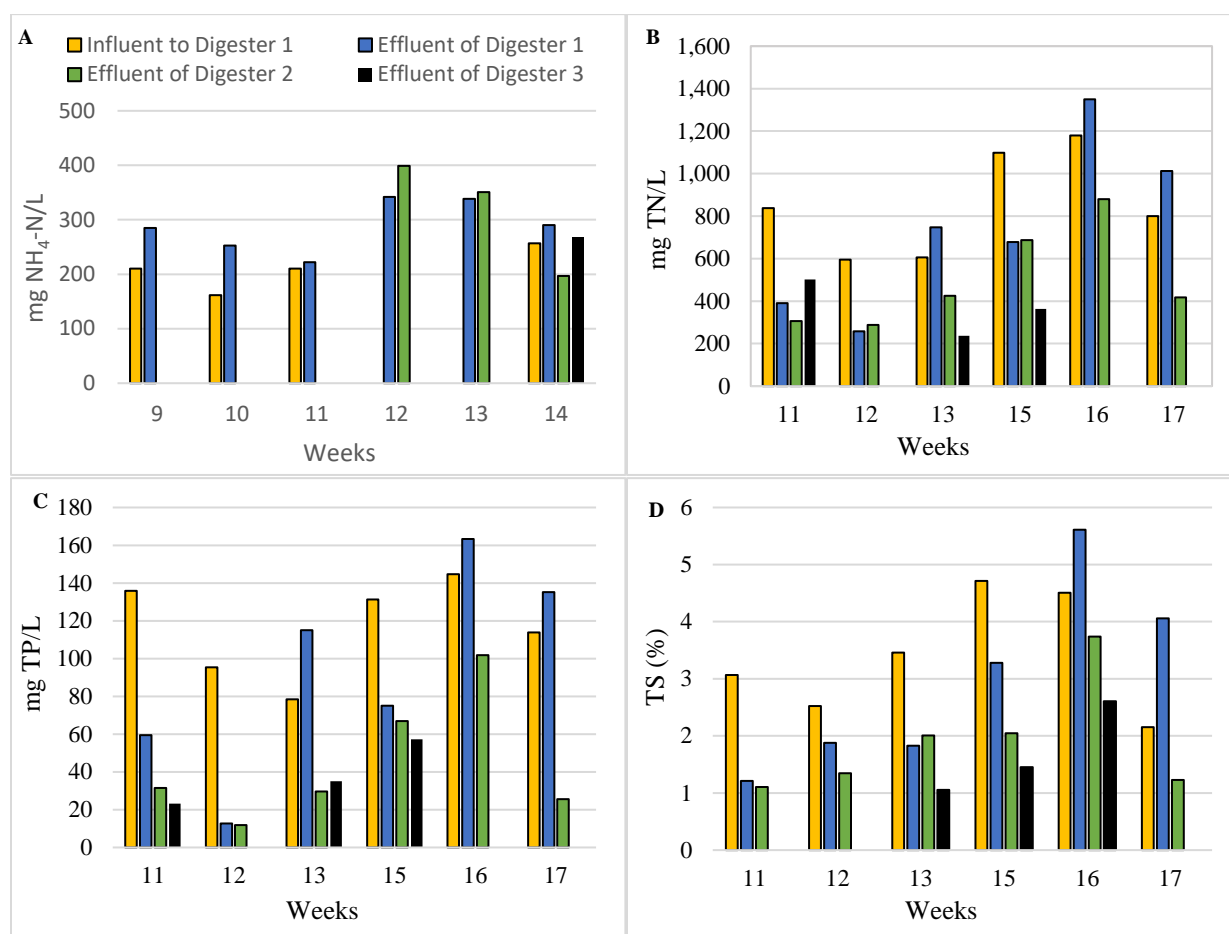 A
Influent to Digester 1 Effluent of Digester 1
Effluent of Digester 2 Effluent of Digester 3
500
400
300
200
100
0
mg NH₄-N/L
9 10 11 12 13 14
Weeks
B
1,600
1,400
1,200
1,000
800
600
400
200
0
mg TN/L
11 12 13 15 16 17
Weeks
C
180
160
140
120
100
80
60
40
20
0
mg TP/L
11 12 13 15 16 17
Weeks
D
6
5
4
3
2
1
0
TS (%)
11 12 13 15 16 17
Weeks